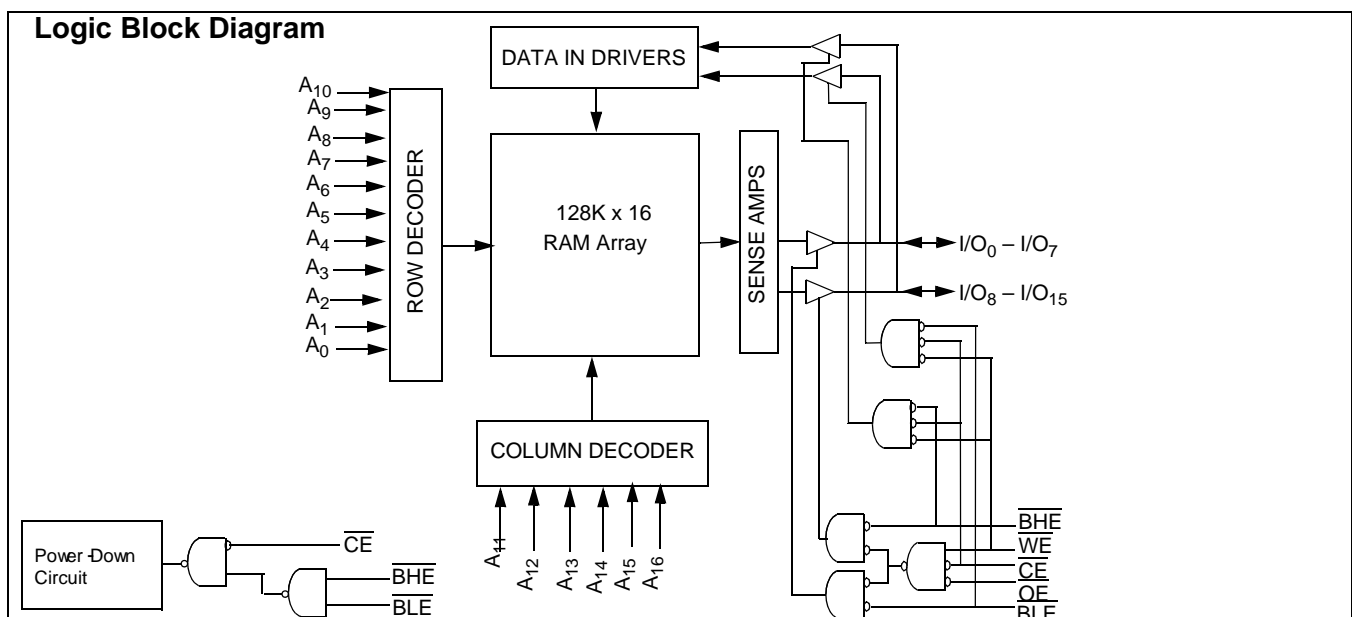 Logic Block Diagram
DATA IN DRIVERS
A10
A9
A8
A7
A6
A5
A4
A3
A2
A1
A0
ROW DECODER
128K x 16
RAM Array
SENSE AMPS
I/O0 – I/O7
I/O8 – I/O15
COLUMN DECODER
A11
A12
A13
A14
A15
A16
Power-Down
Circuit
CE
BHE
BLE
BHE
WE
CE
OE
BLE